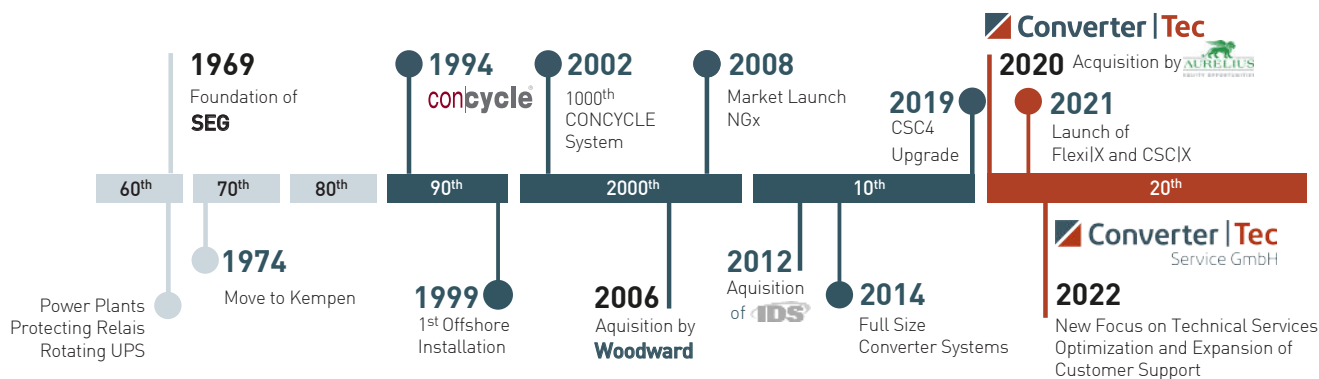 Converter|Tec
1969
Foundation of
SEG
1994
concycle®
2002
1000th
CONCYCLE
System
2008
Market Launch
NGx
2019
CSC4
Upgrade
2020 Acquisition by AURELIUS
EQUITY OPPORTUNITIES
2021
Launch of
Flexi|X and CSC|X
60th 70th 80th 90th 2000th 10th 20th
Power Plants
Protecting Relais
Rotating UPS
1974
Move to Kempen
1999
1st Offshore
Installation
2006
Aquisition by
Woodward
2012
Aquisition
of IDS
2014
Full Size
Converter Systems
Converter|Tec
Service GmbH
2022
New Focus on Technical Services
Optimization and Expansion of
Customer Support